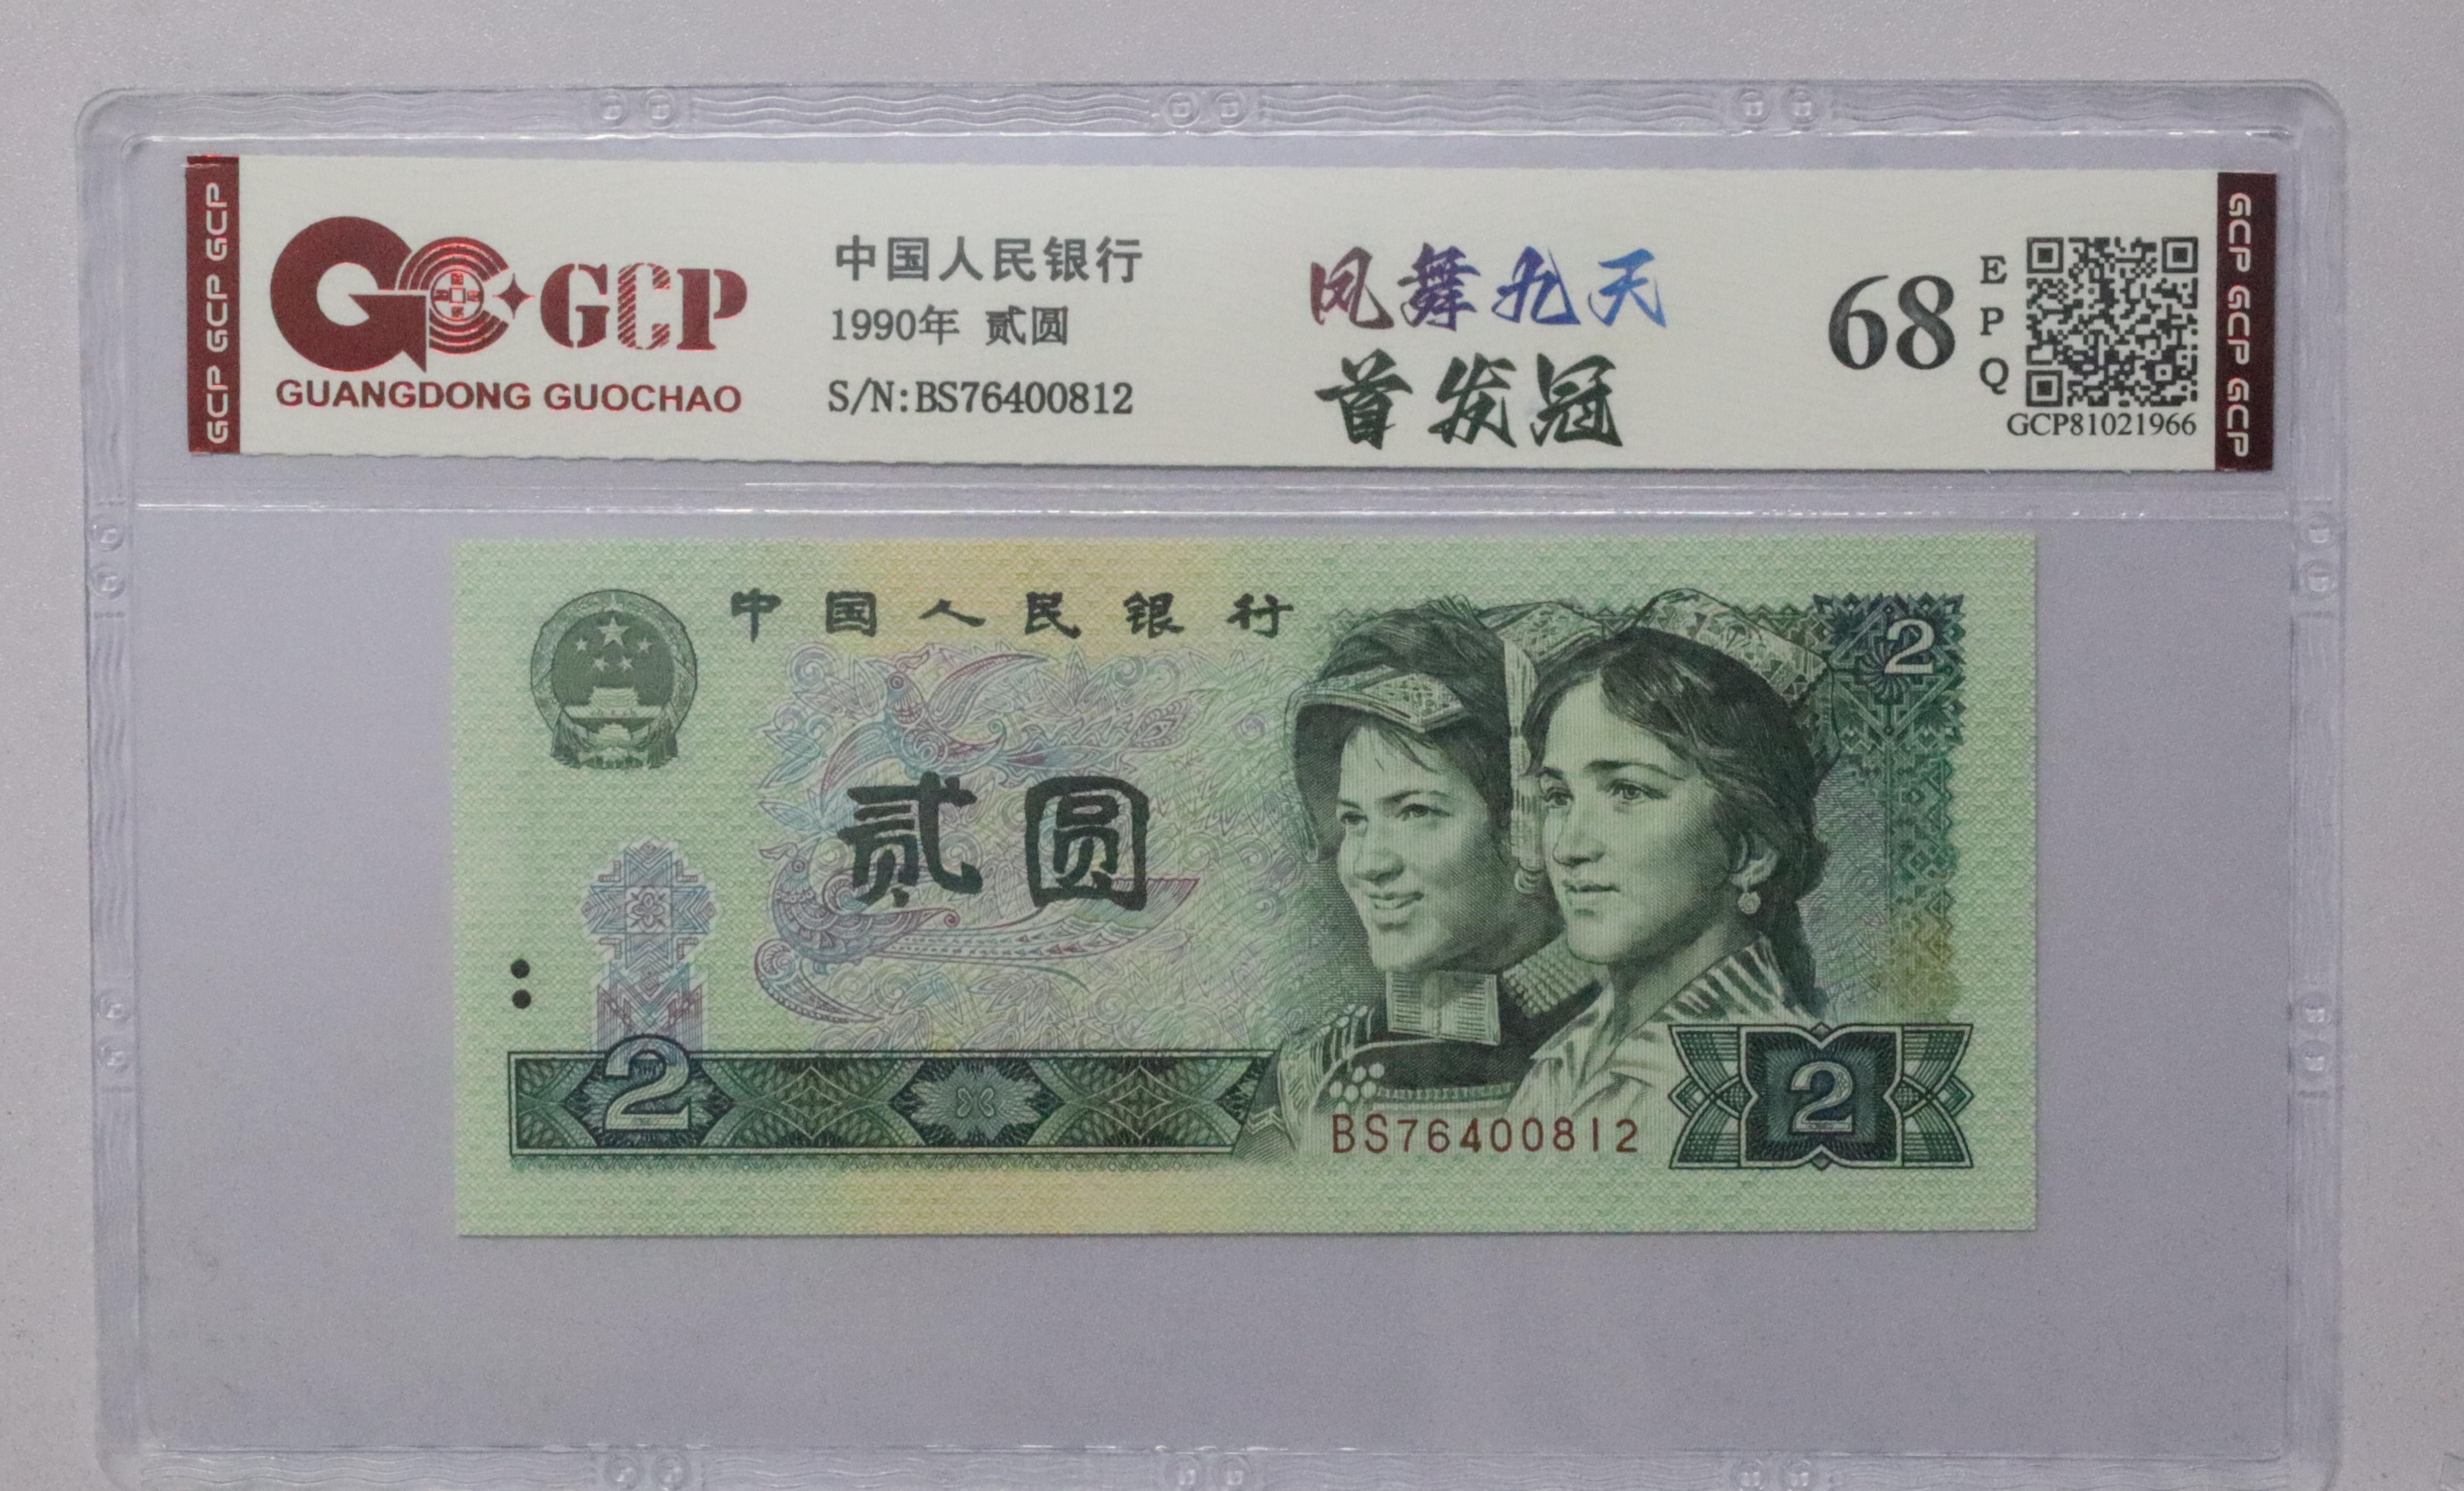 GCP GCP GCP
GCP
GUANGDONG GUOCHAO
中国人民银行
1990年 贰圆
S/N:BS76400812
凤舞九天
首发冠
68
E
P
Q
GCP81021966
GCP GCP GCP
中国人民银行
2
贰圆
2
BS76400812
2